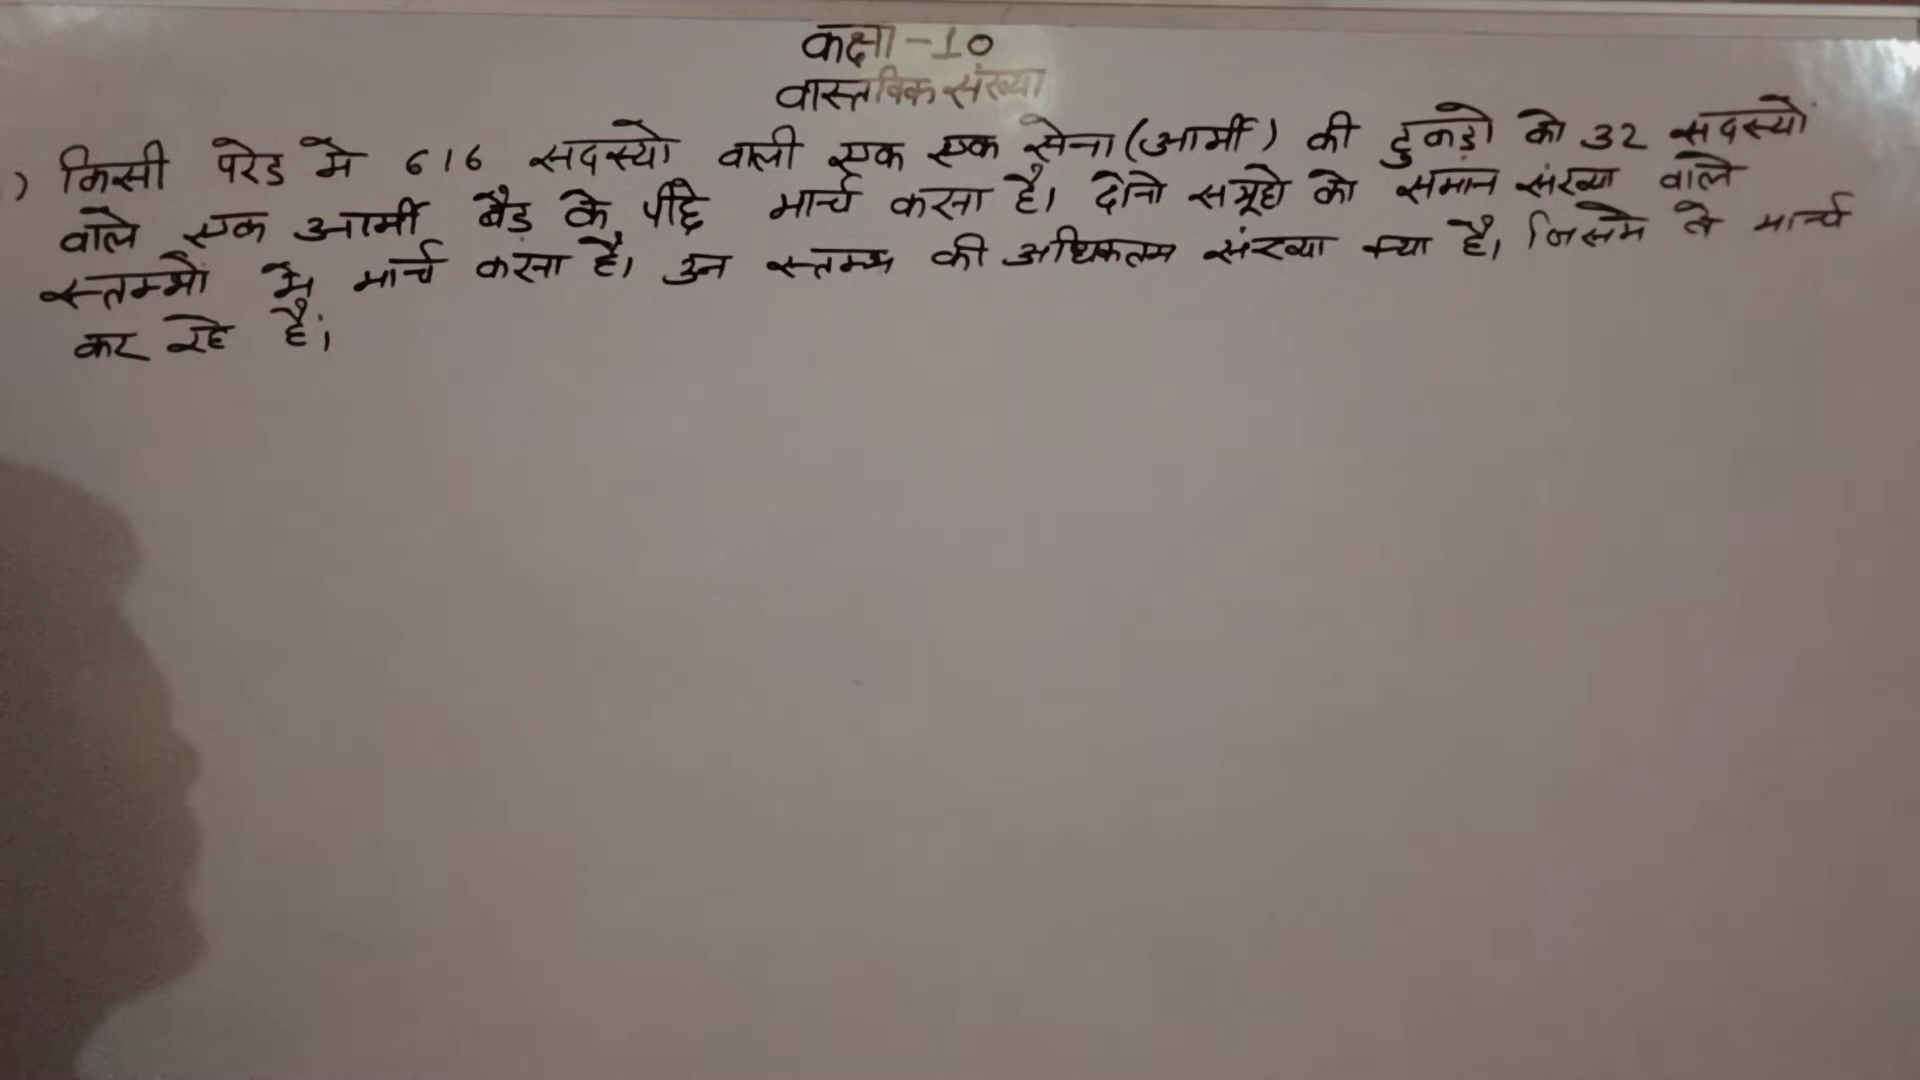 कक्षा -10
वास्तविक संख्या
) किसी परेड मे 616 सदस्यो वाली एक एक सेना (आर्मी) की टुकड़ो को 32 सदस्यों
वाले एक आर्मी बैंड के पीछे मार्च करना है। दोनो समूहो को समान संख्या वाले
स्तम्भों में मार्च करना है। उन स्तम्भ की अधिकतम संख्या क्या है, जिसमे वे मार्च
कर रहे हैं।